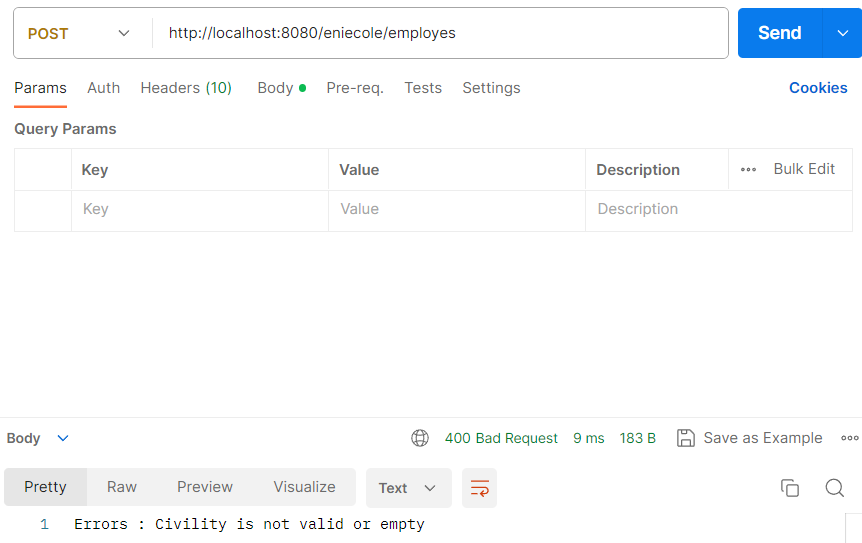 POST http://localhost:8080/eniecole/employes Send
Params Auth Headers (10) Body Pre-req. Tests Settings Cookies
Query Params
Key Value Description Bulk Edit
Key Value Description
Body 400 Bad Request 9 ms 183 B Save as Example
Pretty Raw Preview Visualize Text
1 Errors : Civility is not valid or empty